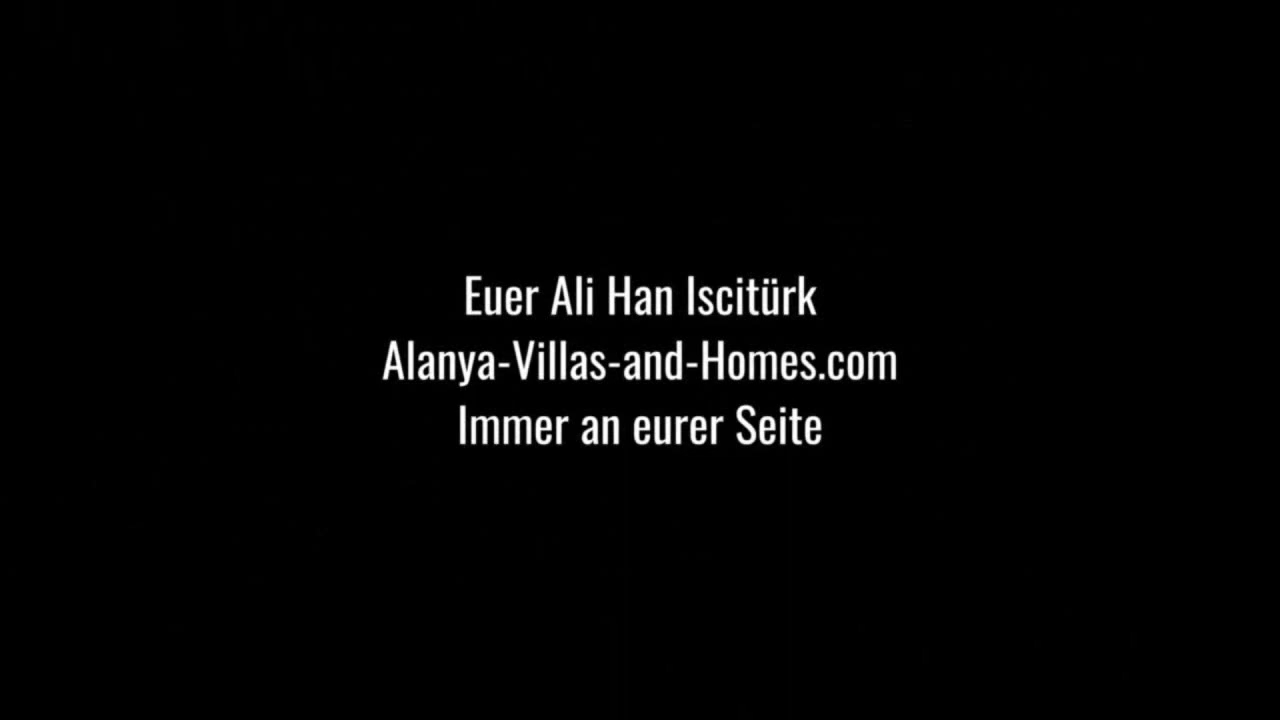 Euer Ali Han Iscitürk
Alanya-Villas-and-Homes.com
Immer an eurer Seite